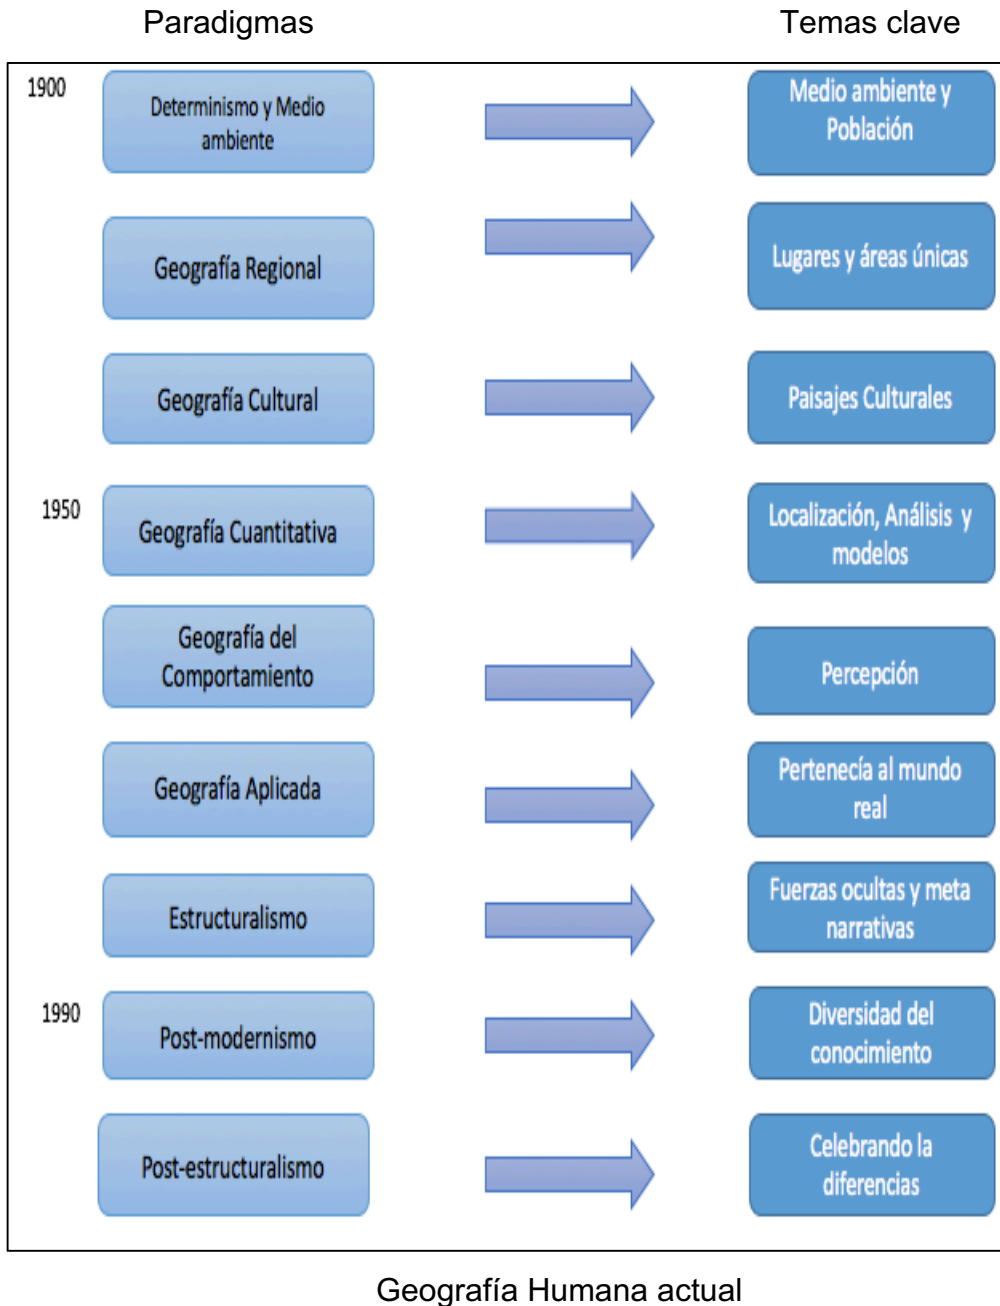 Paradigmas
Temas clave
1900
Determinismo y Medio
ambiente
Medio ambiente y
Población
Geografía Regional
Lugares y áreas únicas
Geografía Cultural
Paisajes Culturales
1950
Geografía Cuantitativa
Localización, Análisis y
modelos
Geografía del
Comportamiento
Percepción
Geografía Aplicada
Pertenecía al mundo
real
Estructuralismo
Fuerzas ocultas y meta
narrativas
1990
Post-modernismo
Diversidad del
conocimiento
Post-estructuralismo
Celebrando la
diferencias
Geografía Humana actual